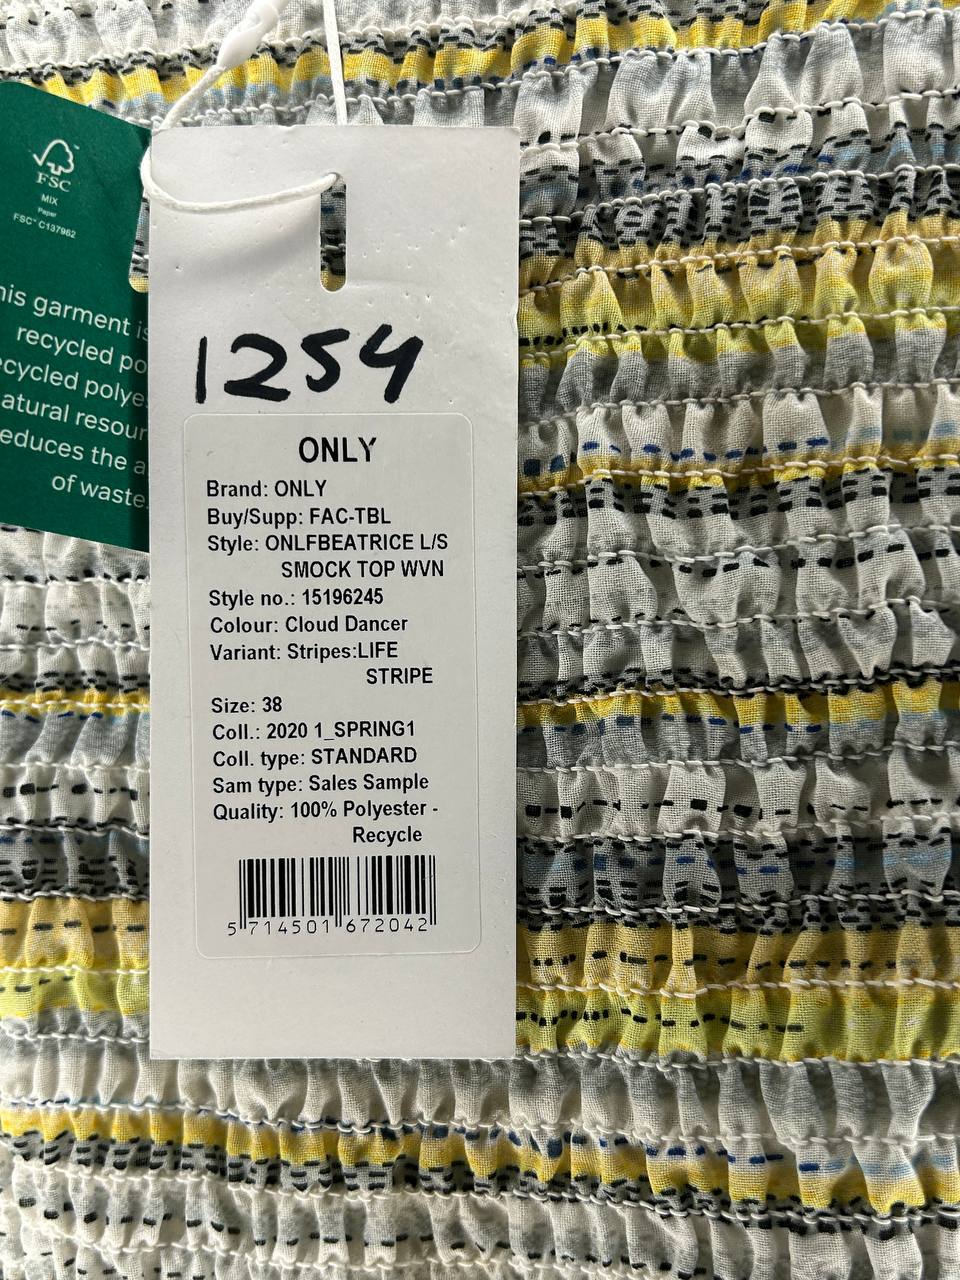 FSC
MIX
Paper
FSC™ C137962
his garment is
recycled po
ecycled polye
atural resour
educes the a
of waste.
1254
ONLY
Brand: ONLY
Buy/Supp: FAC-TBL
Style: ONLFBEATRICE L/S
SMOCK TOP WVN
Style no.: 15196245
Colour: Cloud Dancer
Variant: Stripes:LIFE
STRIPE
Size: 38
Coll.: 2020 1_SPRING1
Coll. type: STANDARD
Sam type: Sales Sample
Quality: 100% Polyester -
Recycle
5 714501 672042